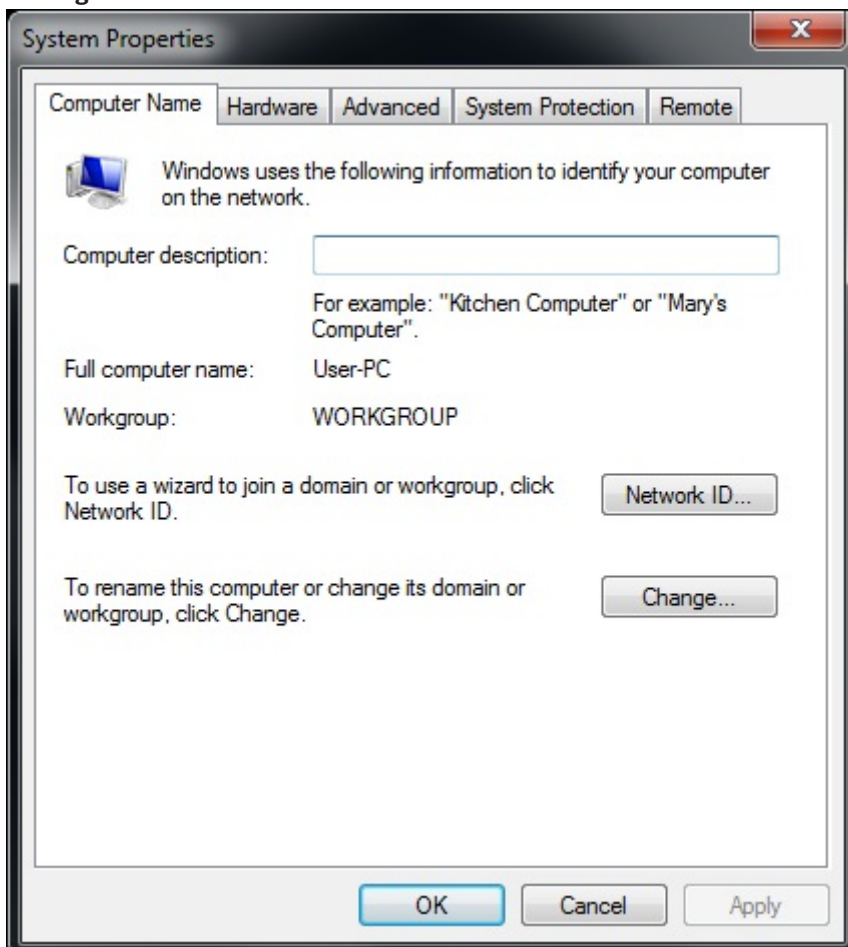 System Properties
Computer Name
Hardware
Advanced
System Protection
Remote
Windows uses the following information to identify your computer
on the network.
Computer description:
For example: "Kitchen Computer" or "Mary's
Computer".
Full computer name:
User-PC
Workgroup:
WORKGROUP
To use a wizard to join a domain or workgroup, click
Network ID.
Network ID...
To rename this computer or change its domain or
workgroup, click Change.
Change...
OK
Cancel
Apply